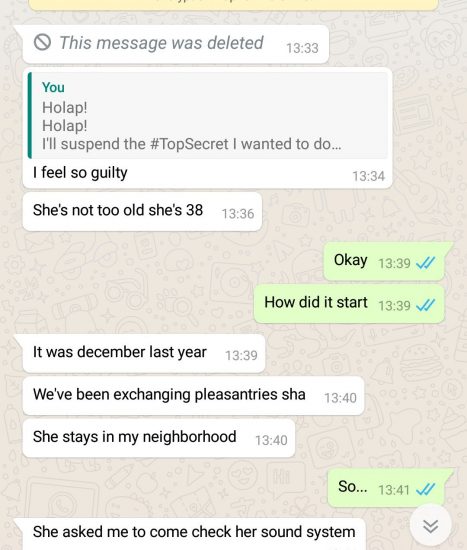 This message was deleted 13:33
You
Holap!
Holap!
I'll suspend the #TopSecret I wanted to do…
I feel so guilty 13:34
She's not too old she's 38 13:36
Okay 13:39
How did it start 13:39
It was december last year 13:39
We've been exchanging pleasantries sha 13:40
She stays in my neighborhood 13:40
So... 13:41
She asked me to come check her sound system